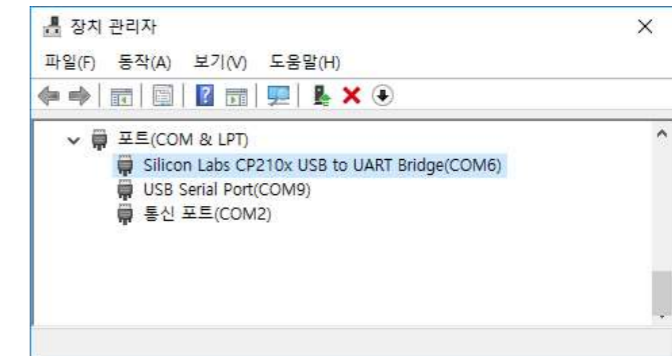 장치 관리자
파일(F) 동작(A) 보기(V) 도움말(H)
포트(COM & LPT)
Silicon Labs CP210x USB to UART Bridge(COM6)
USB Serial Port(COM9)
통신 포트(COM2)